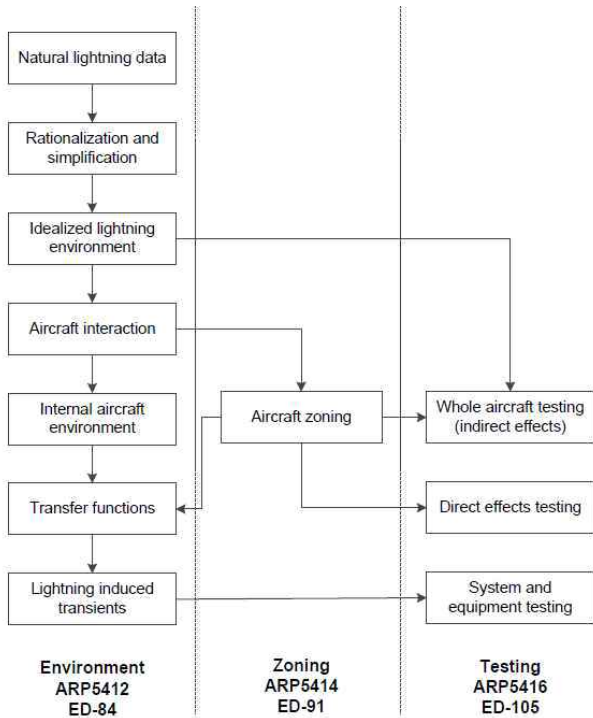 Natural lightning data
Rationalization and
simplification
Idealized lightning
environment
Aircraft interaction
Internal aircraft
environment
Aircraft zoning
Whole aircraft testing
(indirect effects)
Transfer functions
Direct effects testing
Lightning induced
transients
System and
equipment testing
Environment
ARP5412
ED-84
Zoning
ARP5414
ED-91
Testing
ARP5416
ED-105